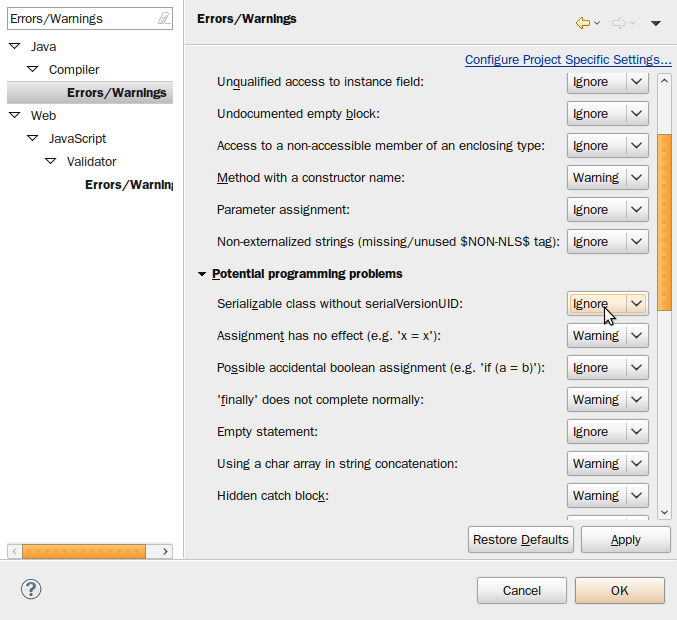 Errors/Warnings
Java
Compiler
Errors/Warnings
Web
JavaScript
Validator
Errors/Warnin
Errors/Warnings
Configure Project Specific Settings...
Unqualified access to instance field: Ignore
Undocumented empty block: Ignore
Access to a non-accessible member of an enclosing type: Ignore
Method with a constructor name: Warning
Parameter assignment: Ignore
Non-externalized strings (missing/unused $NON-NLS$ tag): Ignore
Potential programming problems
Serializable class without serialVersionUID: Ignore
Assignment has no effect (e.g. 'x = x'): Warning
Possible accidental boolean assignment (e.g. 'if (a = b)'): Ignore
'finally' does not complete normally: Warning
Empty statement: Ignore
Using a char array in string concatenation: Warning
Hidden catch block: Warning
Restore Defaults
Apply
Cancel
OK